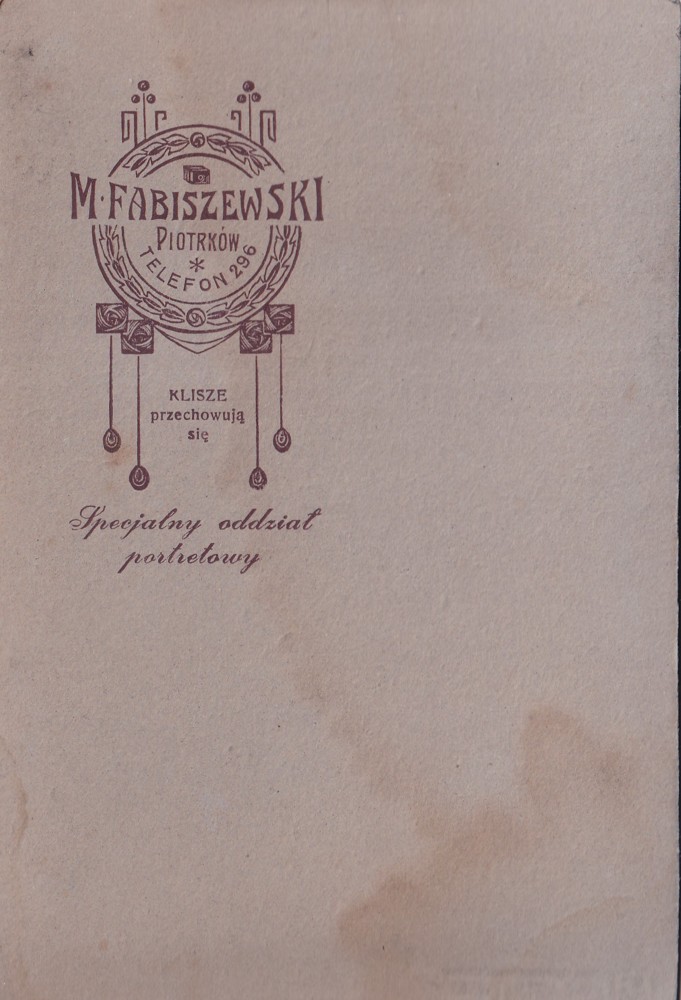 M·FABISZEWSKI
PIOTRKÓW
*
TELEFON 296
KLISZE
przechowują
się
Specjalny oddział
portretowy